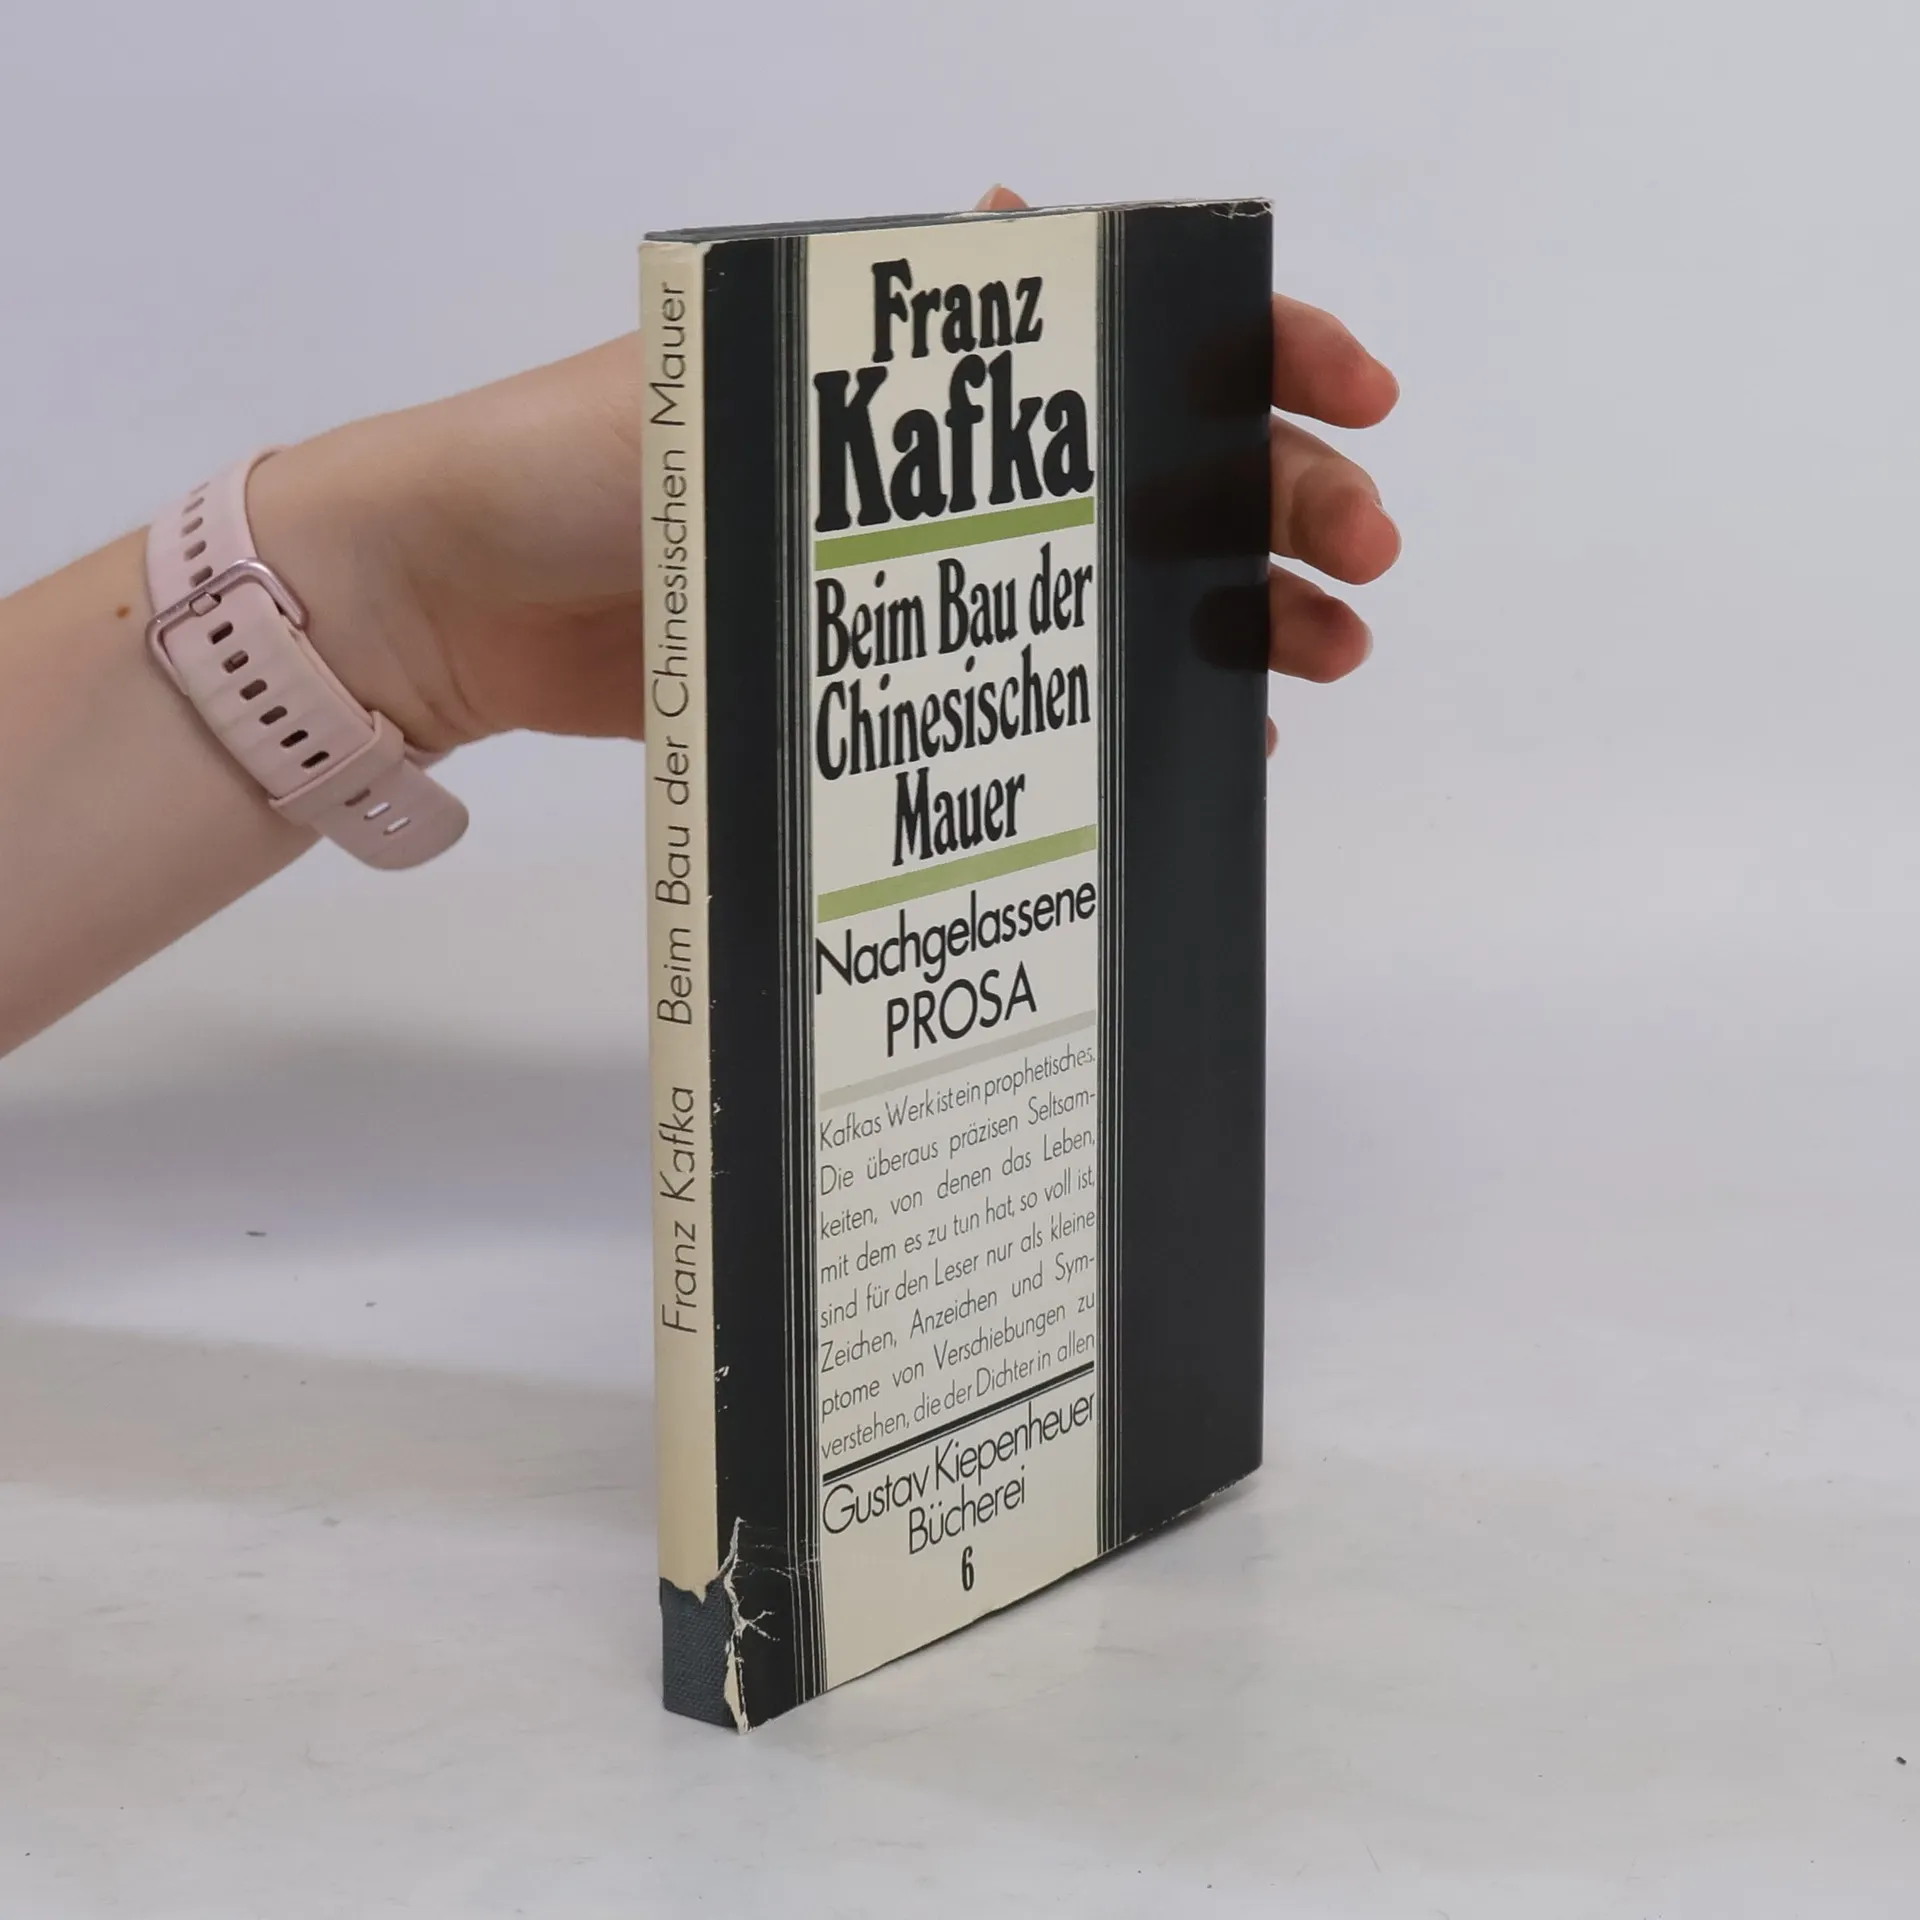 Franz Kafka Beim Bau der Chinesischen Mauer
Franz
Kafka
Beim Bau der
Chinesischen
Mauer
Nachgelassene
PROSA
Kafkas Werk ist ein prophetisches.
Die überaus präzisen Seltsam-
keiten, von denen das Leben,
mit dem es zu tun hat, so voll ist,
sind für den Leser nur als kleine
Zeichen, Anzeichen und Sym-
ptome von Verschiebungen zu
verstehen, die der Dichter in allen
Gustav Kiepenheuer
Bücherei
6